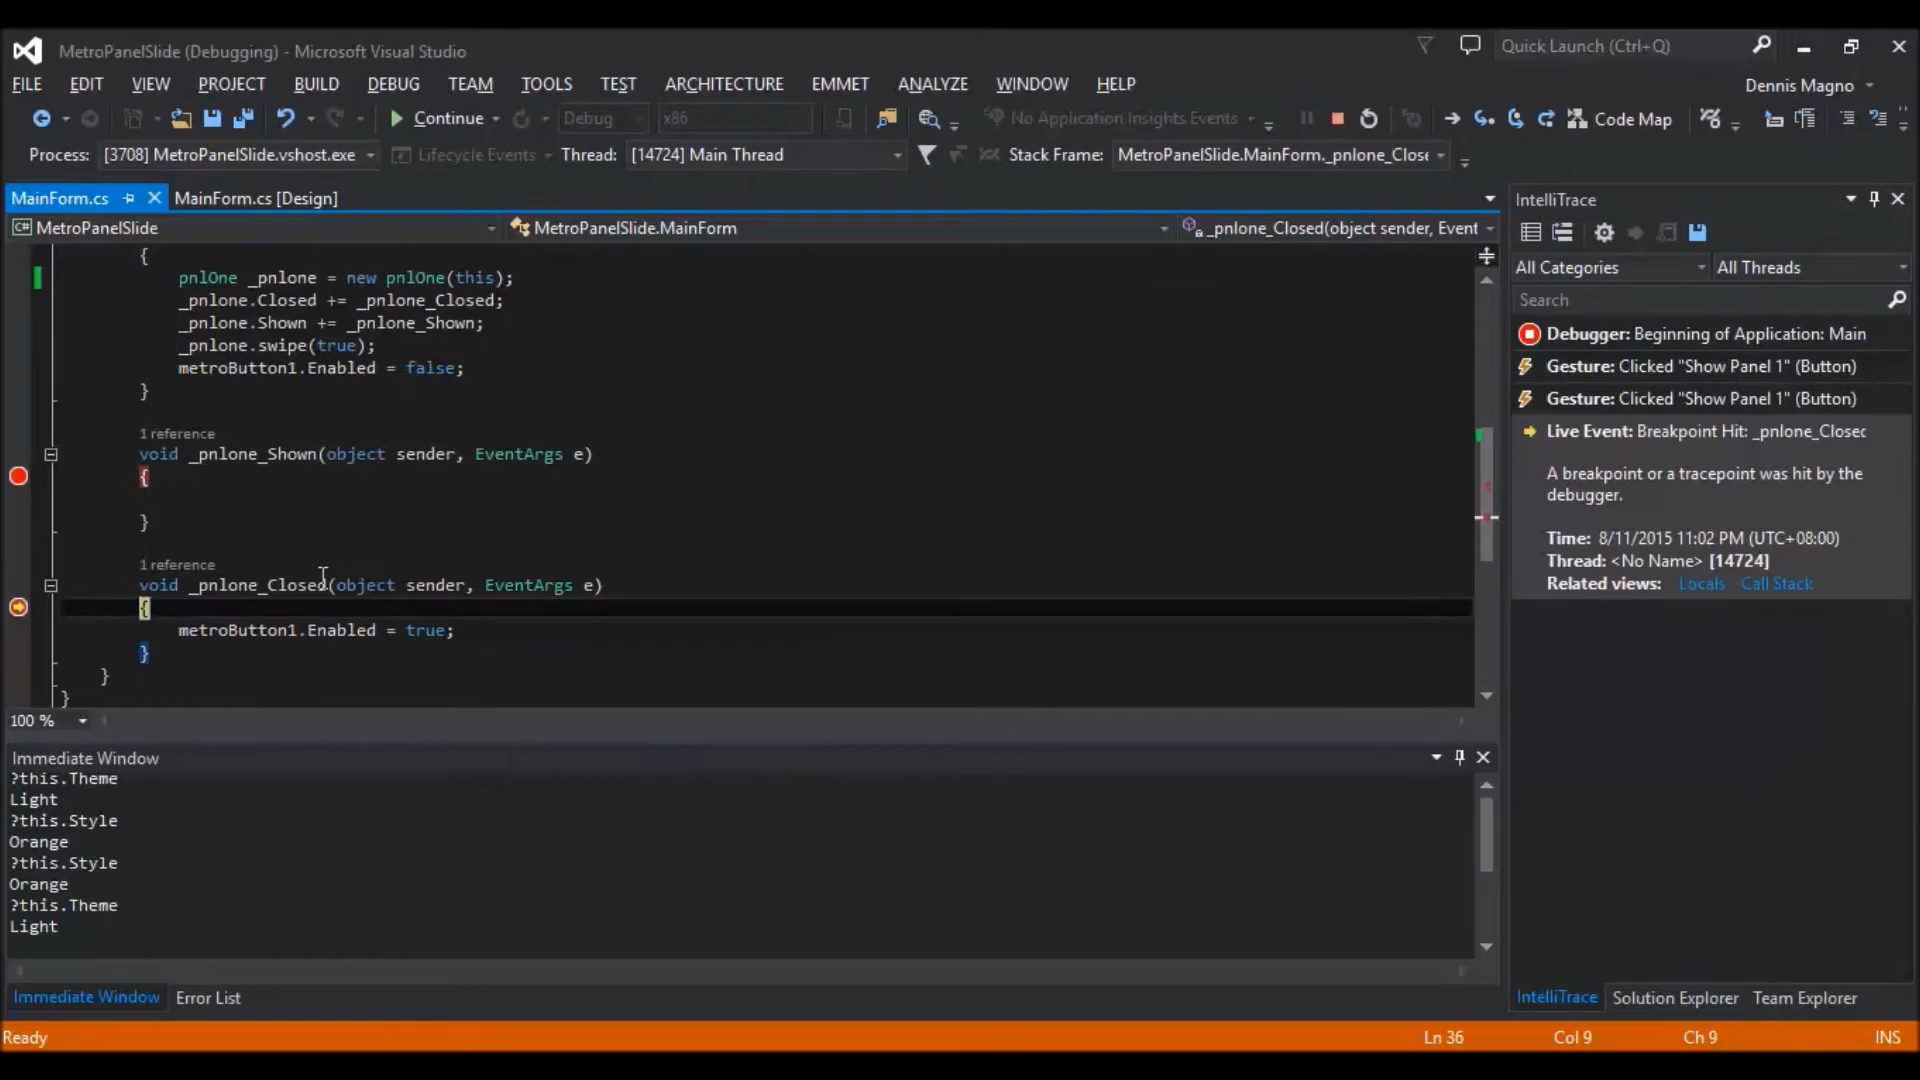 MetroPanelSlide (Debugging) - Microsoft Visual Studio
Quick Launch (Ctrl+Q)
FILE EDIT VIEW PROJECT BUILD DEBUG TEAM TOOLS TEST ARCHITECTURE EMMET ANALYZE WINDOW HELP
Dennis Magno
Continue Debug x86 No Application Insights Events Code Map
Process: [3708] MetroPanelSlide.vshost.exe Lifecycle Events Thread: [14724] Main Thread Stack Frame: MetroPanelSlide.MainForm._pnlone_Close
MainForm.cs MainForm.cs [Design]
C# MetroPanelSlide MetroPanelSlide.MainForm _pnlone_Closed(object sender, Event
{
pnlOne _pnlone = new pnlOne(this);
_pnlone.Closed += _pnlone_Closed;
_pnlone.Shown += _pnlone_Shown;
_pnlone.swipe(true);
metroButton1.Enabled = false;
}
1 reference
void _pnlone_Shown(object sender, EventArgs e)
{
}
1 reference
void _pnlone_Closed(object sender, EventArgs e)
{
metroButton1.Enabled = true;
}
}
}
100 %
Immediate Window
?this.Theme
Light
?this.Style
Orange
?this.Style
Orange
?this.Theme
Light
Immediate Window Error List
IntelliTrace
All Categories All Threads
Search
Debugger: Beginning of Application: Main
Gesture: Clicked "Show Panel 1" (Button)
Gesture: Clicked "Show Panel 1" (Button)
Live Event: Breakpoint Hit: _pnlone_Closed
A breakpoint or a tracepoint was hit by the
debugger.
Time: 8/11/2015 11:02 PM (UTC+08:00)
Thread: <No Name> [14724]
Related views: Locals Call Stack
IntelliTrace Solution Explorer Team Explorer
Ready Ln 36 Col 9 Ch 9 INS